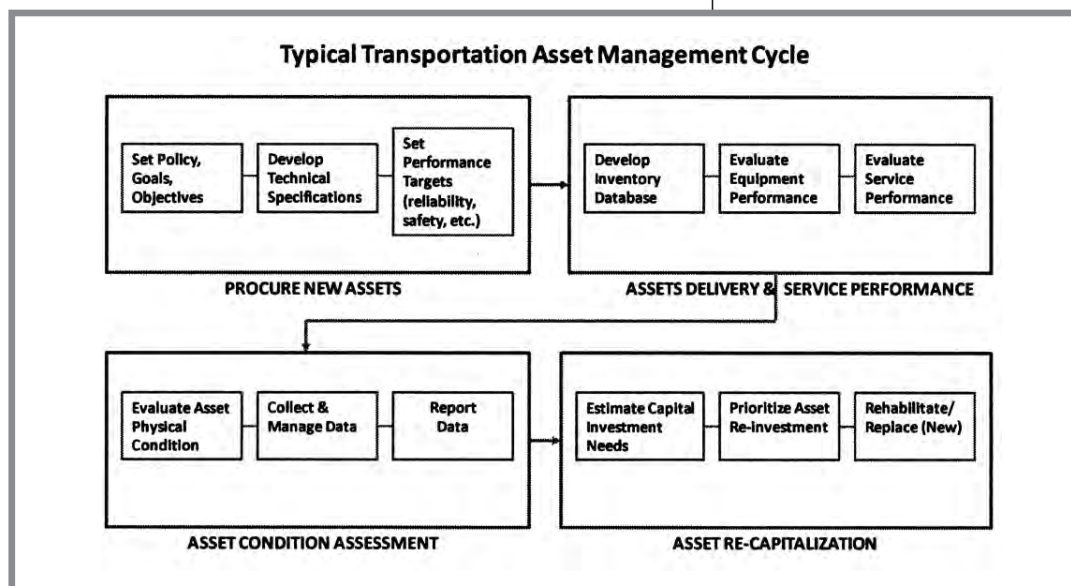 Typical Transportation Asset Management Cycle
Set Policy,
Goals,
Objectives
Develop
Technical
Specifications
Set
Performance
Targets
(reliability,
safety, etc.)
PROCURE NEW ASSETS
Develop
Inventory
Database
Evaluate
Equipment
Performance
Evaluate
Service
Performance
ASSETS DELIVERY & SERVICE PERFORMANCE
Evaluate Asset
Physical
Condition
Collect &
Manage Data
Report
Data
ASSET CONDITION ASSESSMENT
Estimate Capital
Investment
Needs
Prioritize Asset
Re-investment
Rehabilitate/
Replace (New)
ASSET RE-CAPITALIZATION